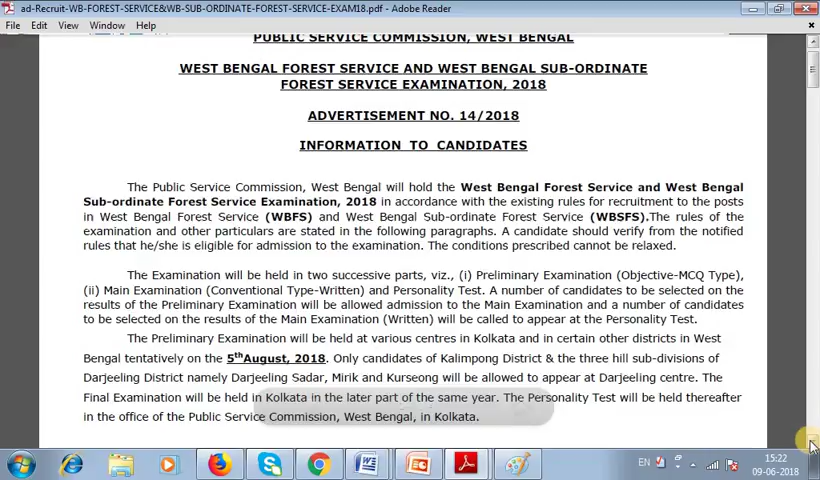 ad-Recruit-WB-FOREST-SERVICE&WB-SUB-ORDINATE-FOREST-SERVICE-EXAM18.pdf - Adobe Reader
File Edit View Window Help
PUBLIC SERVICE COMMISSION, WEST BENGAL
WEST BENGAL FOREST SERVICE AND WEST BENGAL SUB-ORDINATE
FOREST SERVICE EXAMINATION, 2018
ADVERTISEMENT NO. 14/2018
INFORMATION TO CANDIDATES
The Public Service Commission, West Bengal will hold the West Bengal Forest Service and West Bengal
Sub-ordinate Forest Service Examination, 2018 in accordance with the existing rules for recruitment to the posts
in West Bengal Forest Service (WBFS) and West Bengal Sub-ordinate Forest Service (WBSFS).The rules of the
examination and other particulars are stated in the following paragraphs. A candidate should verify from the notified
rules that he/she is eligible for admission to the examination. The conditions prescribed cannot be relaxed.
The Examination will be held in two successive parts, viz., (i) Preliminary Examination (Objective-MCQ Type),
(ii) Main Examination (Conventional Type-Written) and Personality Test. A number of candidates to be selected on the
results of the Preliminary Examination will be allowed admission to the Main Examination and a number of candidates
to be selected on the results of the Main Examination (Written) will be called to appear at the Personality Test.
The Preliminary Examination will be held at various centres in Kolkata and in certain other districts in West
Bengal tentatively on the 5thAugust, 2018. Only candidates of Kalimpong District & the three hill sub-divisions of
Darjeeling District namely Darjeeling Sadar, Mirik and Kurseong will be allowed to appear at Darjeeling centre. The
Final Examination will be held in Kolkata in the later part of the same year. The Personality Test will be held thereafter
in the office of the Public Service Commission, West Bengal, in Kolkata.
EN
15:22
09-06-2018